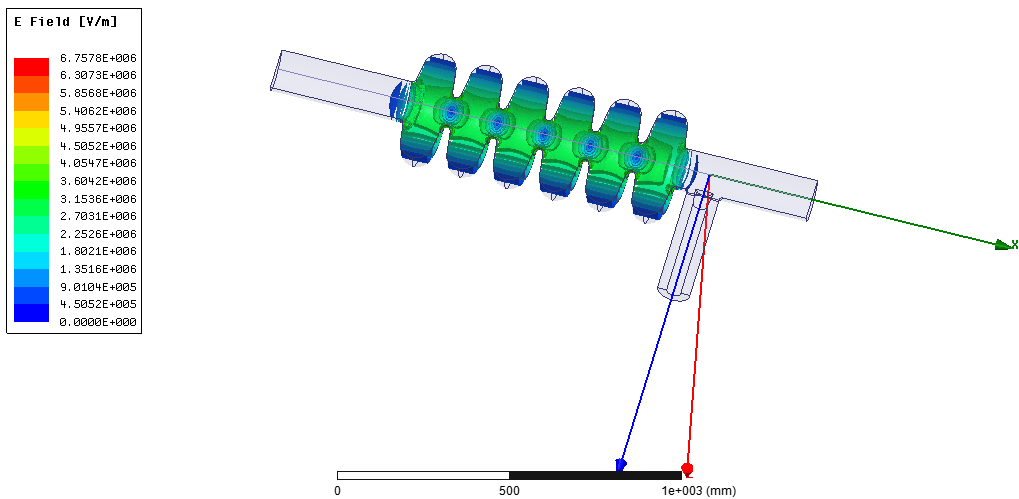 E Field [V/m]
6.7578E+006
6.3073E+006
5.8568E+006
5.4062E+006
4.9557E+006
4.5052E+006
4.0547E+006
3.6042E+006
3.1536E+006
2.7031E+006
2.2526E+006
1.8021E+006
1.3516E+006
9.0104E+005
4.5052E+005
0.0000E+000
X
0 500 1e+003 (mm)